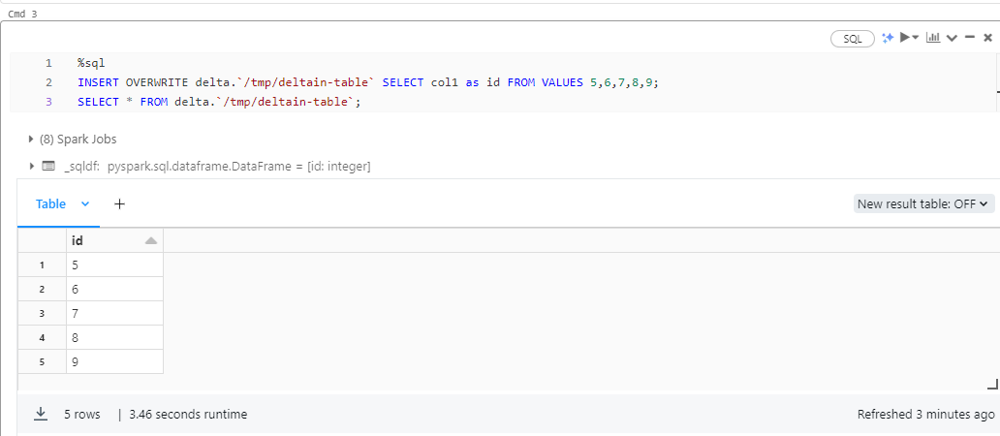 Cmd 3
SQL
1 %sql
2 INSERT OVERWRITE delta.`/tmp/deltain-table` SELECT col1 as id FROM VALUES 5,6,7,8,9;
3 SELECT * FROM delta.`/tmp/deltain-table`;
(8) Spark Jobs
_sqldf: pyspark.sql.dataframe.DataFrame = [id: integer]
Table + New result table: OFF
id
1 5
2 6
3 7
4 8
5 9
5 rows | 3.46 seconds runtime Refreshed 3 minutes ago